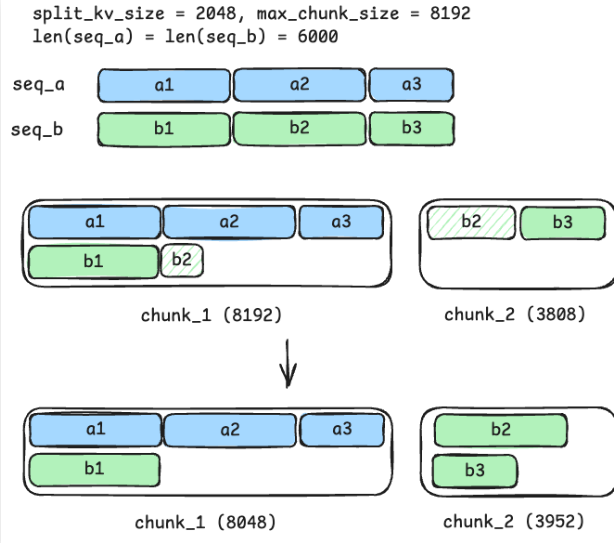 split_kv_size = 2048, max_chunk_size = 8192
len(seq_a) = len(seq_b) = 6000
seq_a a1 a2 a3
seq_b b1 b2 b3
a1 a2 a3
b1 b2
b2 b3
chunk_1 (8192)
chunk_2 (3808)
a1 a2 a3
b1
b2
b3
chunk_1 (8048)
chunk_2 (3952)